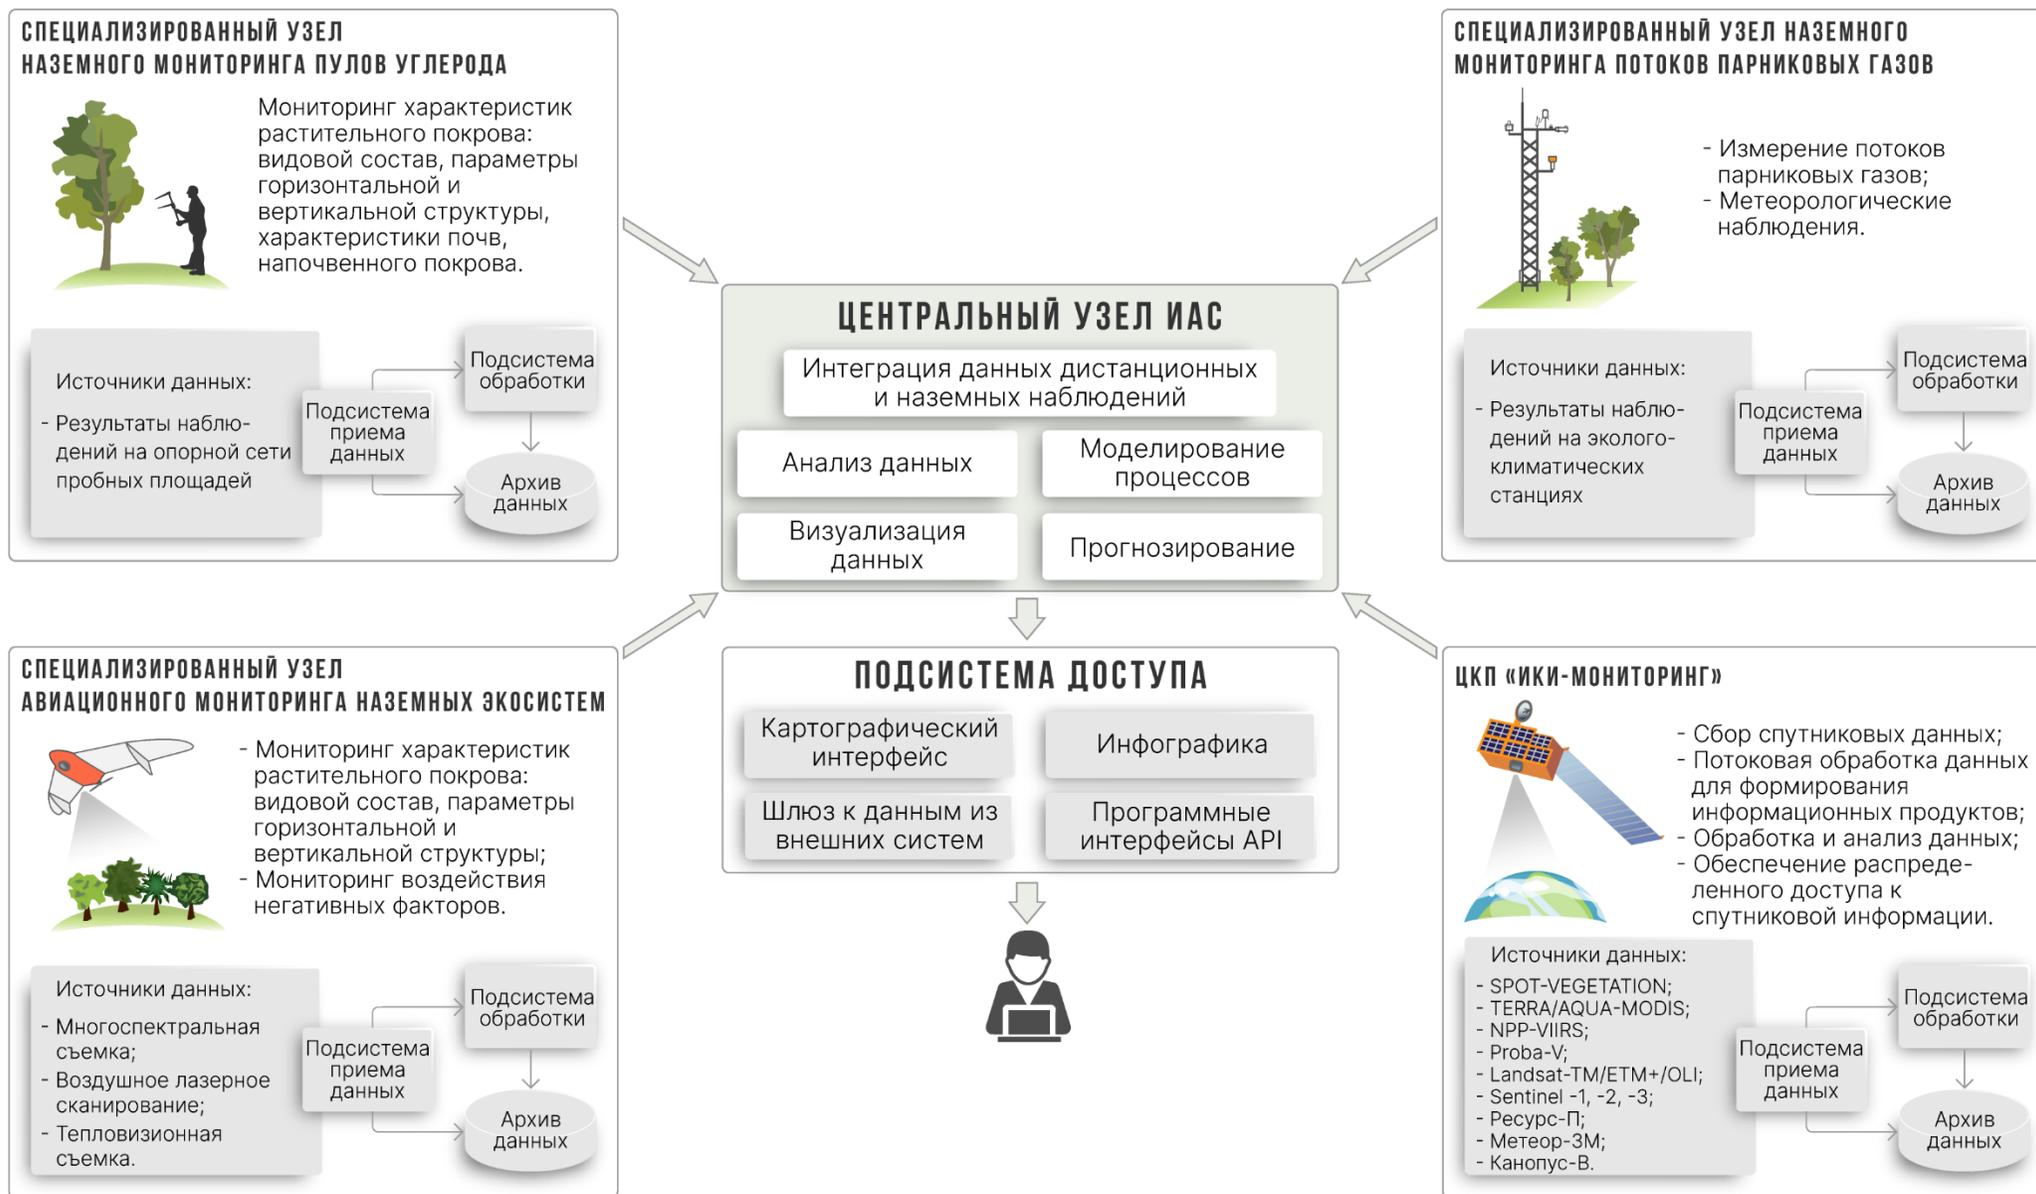 СПЕЦИАЛИЗИРОВАННЫЙ УЗЕЛ
НАЗЕМНОГО МОНИТОРИНГА ПУЛОВ УГЛЕРОДА
Мониторинг характеристик
растительного покрова:
видовой состав, параметры
горизонтальной и
вертикальной структуры,
характеристики почв,
напочвенного покрова.
Источники данных:
- Результаты наблю-
дений на опорной сети
пробных площадей
Подсистема
приема
данных
Подсистема
обработки
Архив
данных
СПЕЦИАЛИЗИРОВАННЫЙ УЗЕЛ НАЗЕМНОГО
МОНИТОРИНГА ПОТОКОВ ПАРНИКОВЫХ ГАЗОВ
- Измерение потоков
парниковых газов;
- Метеорологические
наблюдения.
Источники данных:
- Результаты наблю-
дений на эколого-
климатических
станциях
Подсистема
приема
данных
Подсистема
обработки
Архив
данных
ЦЕНТРАЛЬНЫЙ УЗЕЛ ИАС
Интеграция данных дистанционных
и наземных наблюдений
Анализ данных
Моделирование
процессов
Визуализация
данных
Прогнозирование
ПОДСИСТЕМА ДОСТУПА
Картографический
интерфейс
Инфографика
Шлюз к данным из
внешних систем
Программные
интерфейсы API
СПЕЦИАЛИЗИРОВАННЫЙ УЗЕЛ
АВИАЦИОННОГО МОНИТОРИНГА НАЗЕМНЫХ ЭКОСИСТЕМ
- Мониторинг характеристик
растительного покрова:
видовой состав, параметры
горизонтальной и
вертикальной структуры;
- Мониторинг воздействия
негативных факторов.
Источники данных:
- Многоспектральная
съемка;
- Воздушное лазерное
сканирование;
- Тепловизионная
съемка.
Подсистема
приема
данных
Подсистема
обработки
Архив
данных
ЦКП «ИКИ-МОНИТОРИНГ»
- Сбор спутниковых данных;
- Потоковая обработка данных
для формирования
информационных продуктов;
- Обработка и анализ данных;
- Обеспечение распреде-
ленного доступа к
спутниковой информации.
Источники данных:
- SPOT-VEGETATION;
- TERRA/AQUA-MODIS;
- NPP-VIIRS;
- Proba-V;
- Landsat-TM/ETM+/OLI;
- Sentinel -1, -2, -3;
- Ресурс-П;
- Метеор-3М;
- Канопус-В.
Подсистема
приема
данных
Подсистема
обработки
Архив
данных